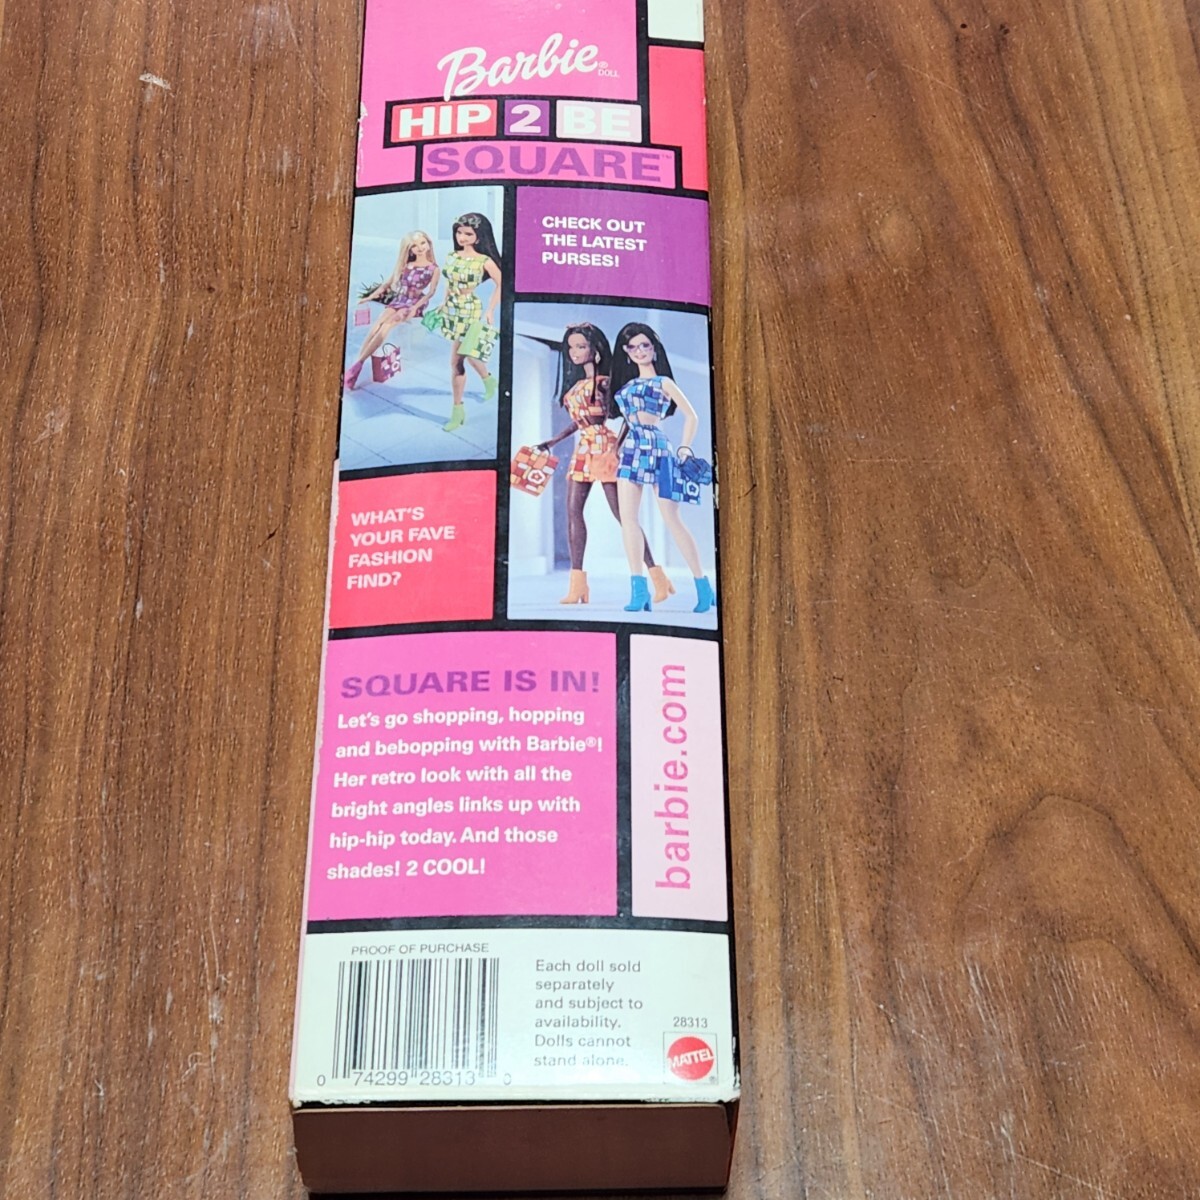 Barbie®
DOLL
HIP 2 BE
SQUARE™
CHECK OUT
THE LATEST
PURSES!
WHAT'S
YOUR FAVE
FASHION
FIND?
SQUARE IS IN!
Let's go shopping, hopping
and bebopping with Barbie®!
Her retro look with all the
bright angles links up with
hip-hip today. And those
shades! 2 COOL!
barbie.com
PROOF OF PURCHASE
0 74299 28313 0
Each doll sold
separately
and subject to
availability.
Dolls cannot
stand alone.
28313
MATTEL®